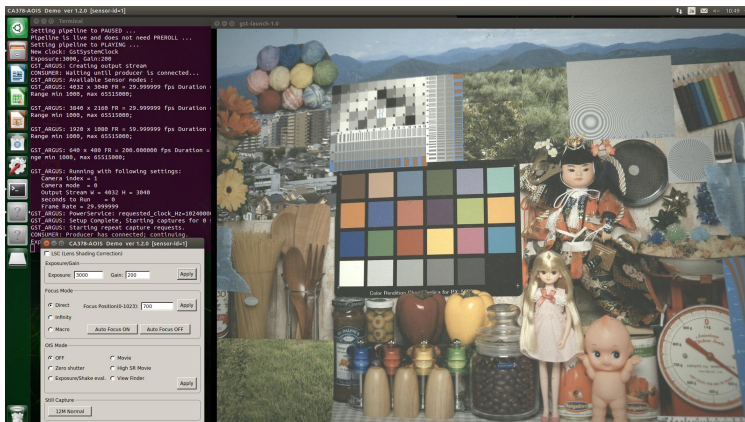 CA378-AOIS Demo ver 1.2.0 [sensor-id=1]
Ja
10:49
Terminal
Setting pipeline to PAUSED ...
Pipeline is live and does not need PREROLL ...
Setting pipeline to PLAYING ...
New clock: GstSystemClock
Exposure:3000, Gain:200
GST_ARGUS: Creating output stream
CONSUMER: Waiting until producer is connected...
GST_ARGUS: Available Sensor modes :
GST_ARGUS: 4032 x 3040 FR = 29.999999 fps Duration
Range min 1000, max 65515000;
GST_ARGUS: 3840 x 2160 FR = 29.999999 fps Duration
Range min 1000, max 65515000;
GST_ARGUS: 1920 x 1080 FR = 59.999999 fps Duration
Range min 1000, max 65515000;
GST_ARGUS: 640 x 480 FR = 200.000000 fps Duration =
nge min 1000, max 65515000;
GST_ARGUS: Running with following settings:
Camera index = 1
Camera mode = 0
Output Stream W = 4032 H = 3040
seconds to Run = 0
Frame Rate = 29.999999
GST_ARGUS: PowerService: requested_clock_Hz=10240000
GST_ARGUS: Setup Complete, Starting captures for 0
GST_ARGUS: Starting repeat capture requests.
CONSUMER: Producer has connected; continuing.
gst-launch-1.0
CA378-AOIS Demo ver 1.2.0 [sensor-id=1]
LSC (Lens Shading Correction)
Exposure/Gain
Exposure: 3000 Gain: 200 Apply
Focus Mode
Direct Focus Position(0-1023): 700 Apply
Infinity
Macro Auto Focus ON Auto Focus OFF
OIS Mode
OFF Movie
Zero shutter High SR Movie
Exposure/Shake eval. View Finder Apply
Still Capture
12M Normal